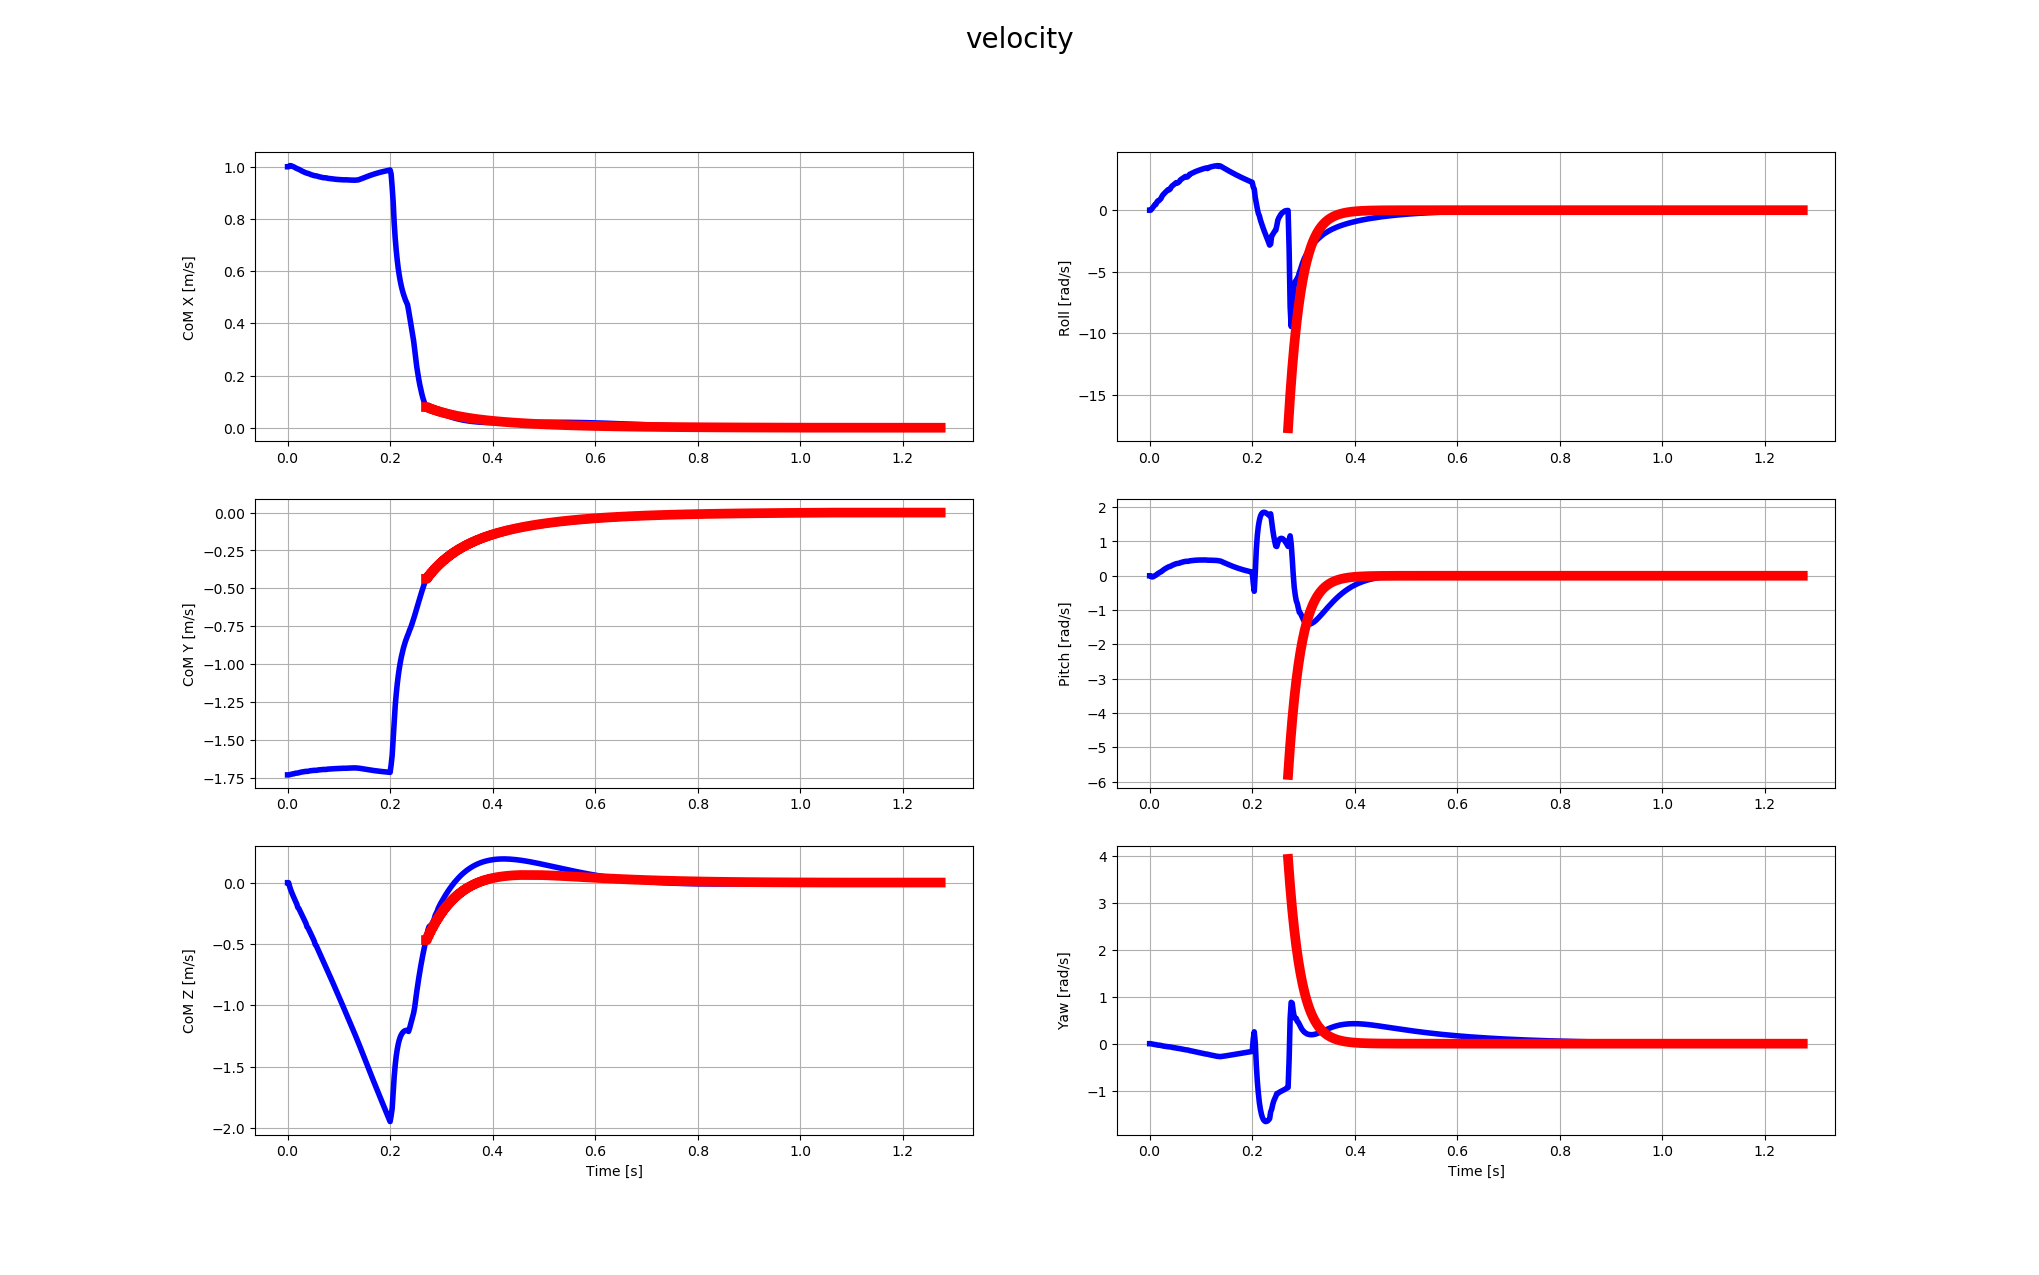 velocity
CoM X [m/s]
1.0
0.8
0.6
0.4
0.2
0.0
0.0 0.2 0.4 0.6 0.8 1.0 1.2
Roll [rad/s]
0
−5
−10
−15
0.0 0.2 0.4 0.6 0.8 1.0 1.2
CoM Y [m/s]
0.00
−0.25
−0.50
−0.75
−1.00
−1.25
−1.50
−1.75
0.0 0.2 0.4 0.6 0.8 1.0 1.2
Pitch [rad/s]
2
1
0
−1
−2
−3
−4
−5
−6
0.0 0.2 0.4 0.6 0.8 1.0 1.2
CoM Z [m/s]
0.0
−0.5
−1.0
−1.5
−2.0
0.0 0.2 0.4 0.6 0.8 1.0 1.2
Time [s]
Yaw [rad/s]
4
3
2
1
0
−1
0.0 0.2 0.4 0.6 0.8 1.0 1.2
Time [s]